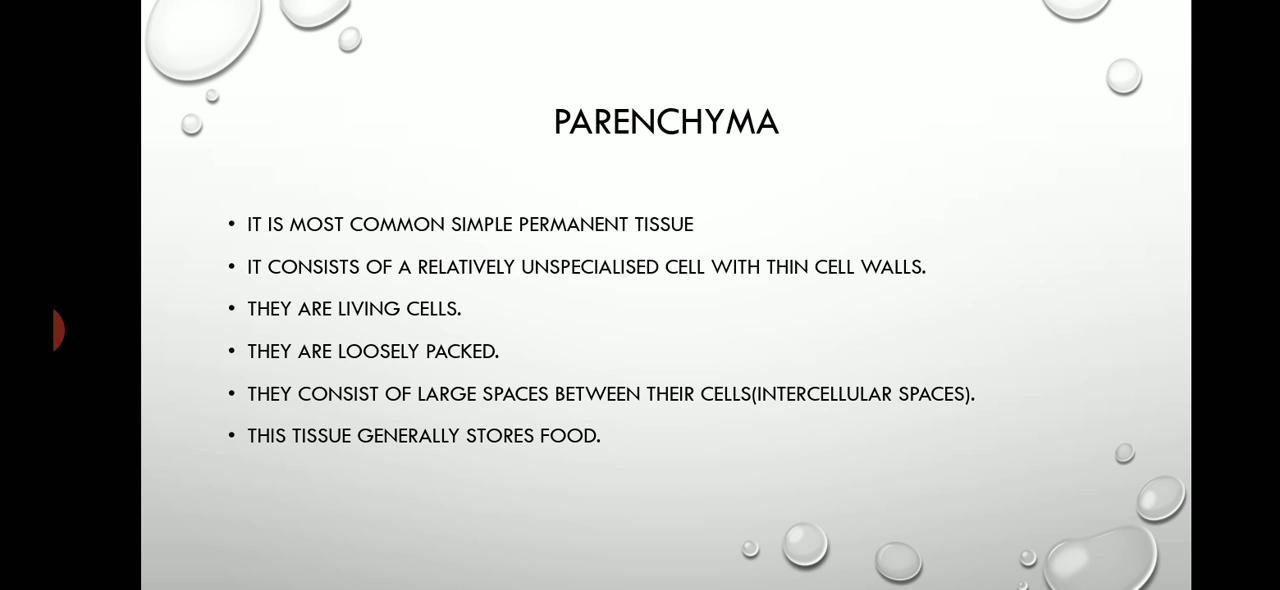 PARENCHYMA
• IT IS MOST COMMON SIMPLE PERMANENT TISSUE
• IT CONSISTS OF A RELATIVELY UNSPECIALISED CELL WITH THIN CELL WALLS.
• THEY ARE LIVING CELLS.
• THEY ARE LOOSELY PACKED.
• THEY CONSIST OF LARGE SPACES BETWEEN THEIR CELLS(INTERCELLULAR SPACES).
• THIS TISSUE GENERALLY STORES FOOD.